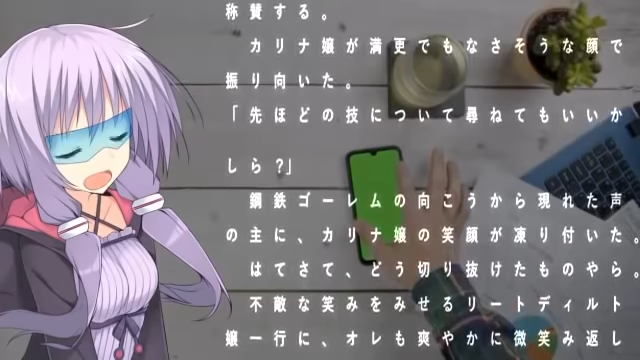 称賛する。
　カリナ嬢が満更でもなさそうな顔で
振り向いた。
「先ほどの技について尋ねてもいいか
しら？」
　鋼鉄ゴーレムの向こうから現れた声
の主に、カリナ嬢の笑顔が凍り付いた。
　はてさて、どう切り抜けたものやら。
　不敵な笑みをみせるリートディルト
嬢一行に、オレも爽やかに微笑み返し